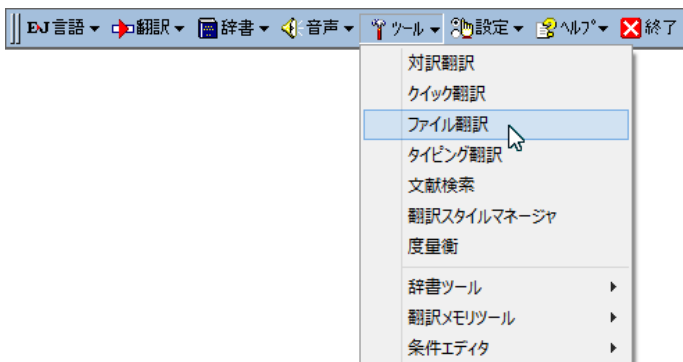 EJ 言語 翻訳 辞書 音声 ツール 設定 ヘルプ 終了
対訳翻訳
クイック翻訳
ファイル翻訳
タイピング翻訳
文献検索
翻訳スタイルマネージャ
度量衡
辞書ツール
翻訳メモリツール
条件エディタ